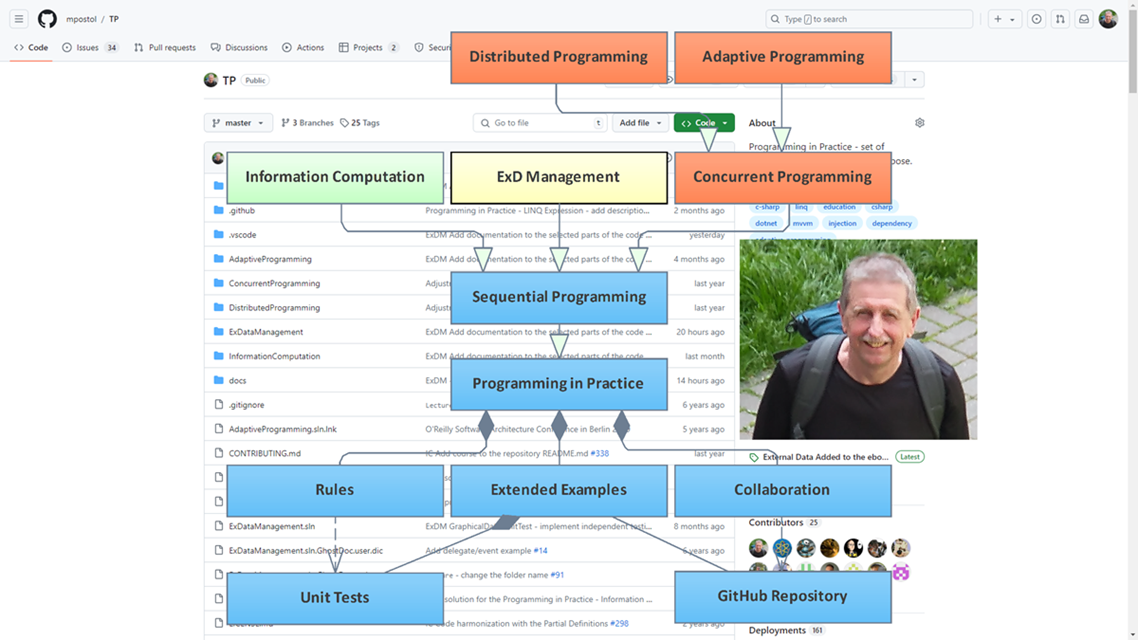 mpostol / TP
Type / to search
Code
Issues 34
Pull requests
Discussions
Actions
Projects 2
Distributed Programming
Adaptive Programming
TP
Public
master
3 Branches
25 Tags
Go to file
t
Add file
Code
About
Programming in Practice - set of
Information Computation
ExD Management
Concurrent Programming
c-sharp linq education csharp
dotnet mvvm injection dependency
.github
Programming in Practice - LINQ Expression - add descriptio...
2 months ago
.vscode
ExDM Add documentation to the selected parts of the code ...
yesterday
AdaptiveProgramming
ExDM Add documentation to the selected parts of the code ...
4 months ago
ConcurrentProgramming
last year
Sequential Programming
DistributedProgramming
last year
ExDataManagement
ExDM Add documentation to the selected parts of the code ...
20 hours ago
InformationComputation
ExDM Add documentation to the selected parts of the code ...
last month
docs
ExDM
Programming in Practice
14 hours ago
.gitignore
6 years ago
AdaptiveProgramming.sln.lnk
O'Reilly Software Architecture Conference in Berlin
5 years ago
CONTRIBUTING.md
IC Add course to the repository README.md #338
last year
External Data Added to the ebo...
Latest
Rules
Extended Examples
Collaboration
ExDataManagement.sln
ExDM GraphicalData.UnitTest - implement independent testi...
8 months ago
Contributors 25
ExDataManagement.sln.GhostDoc.user.dic
Add delegate/event example #14
6 years ago
- change the folder name #91
Unit Tests
GitHub Repository
solution for the Programming in Practice - Information ...
Code harmonization with the Partial Definitions #298
2 years ago
Deployments 161